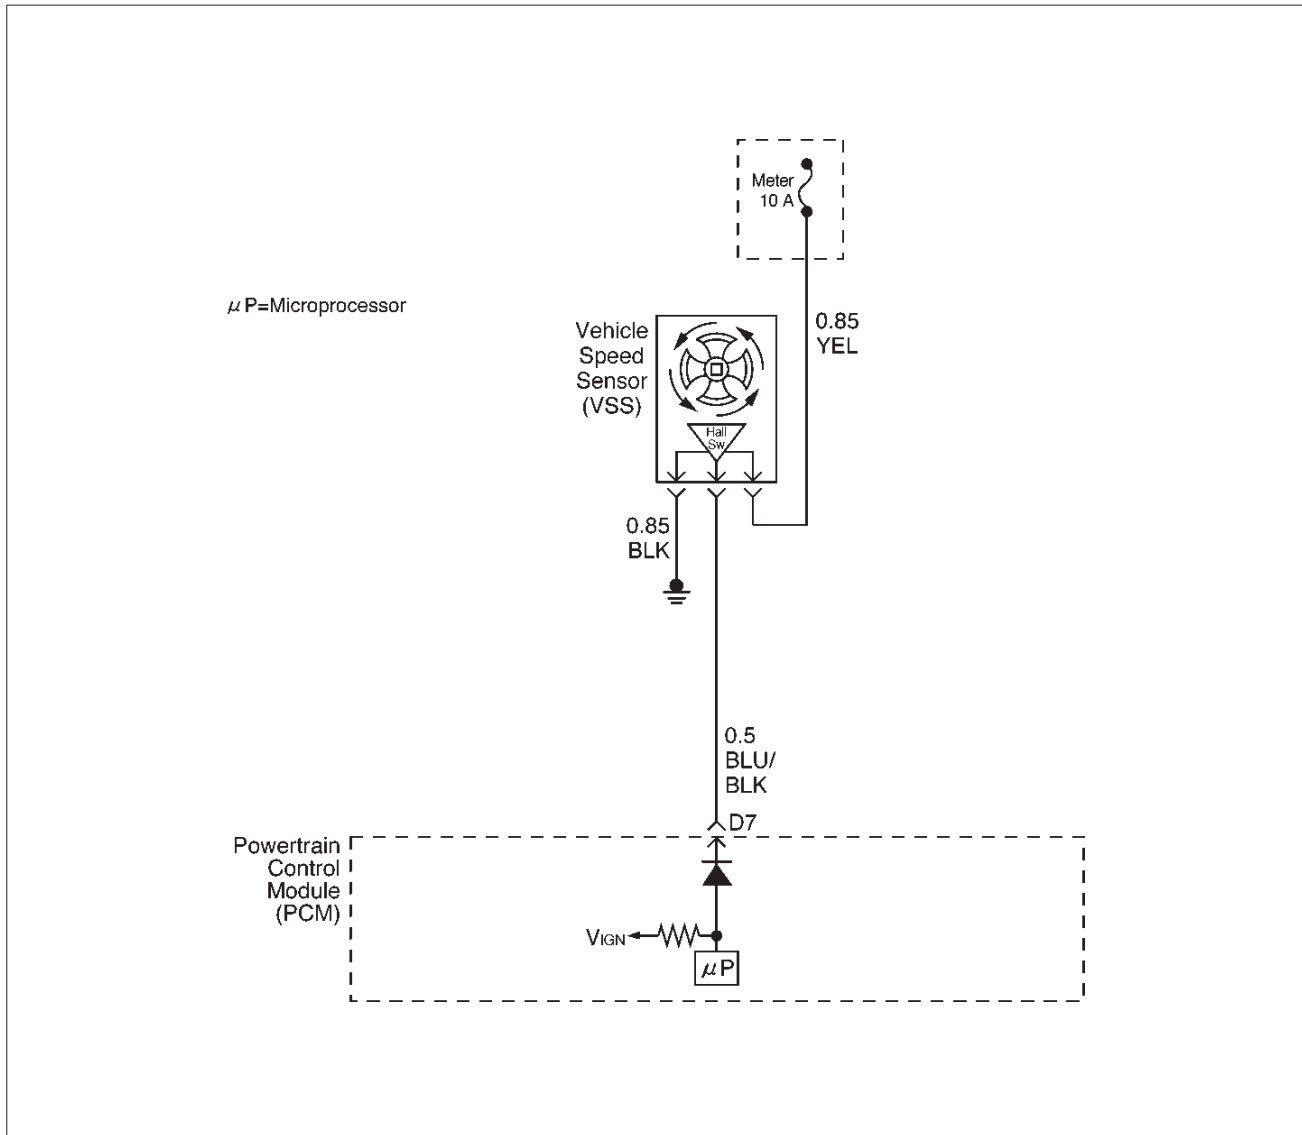 Meter
10 A
μP=Microprocessor
0.85
YEL
Vehicle
Speed
Sensor
(VSS)
Hall
Sw.
0.85
BLK
0.5
BLU/
BLK
D7
Powertrain
Control
Module
(PCM)
VIGN
μP